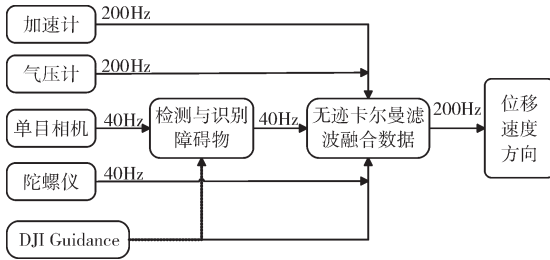 加速计
200Hz
气压计
200Hz
单目相机
40Hz
检测与识别
障碍物
40Hz
无迹卡尔曼滤
波融合数据
200Hz
位移
速度
方向
陀螺仪
40Hz
DJI Guidance